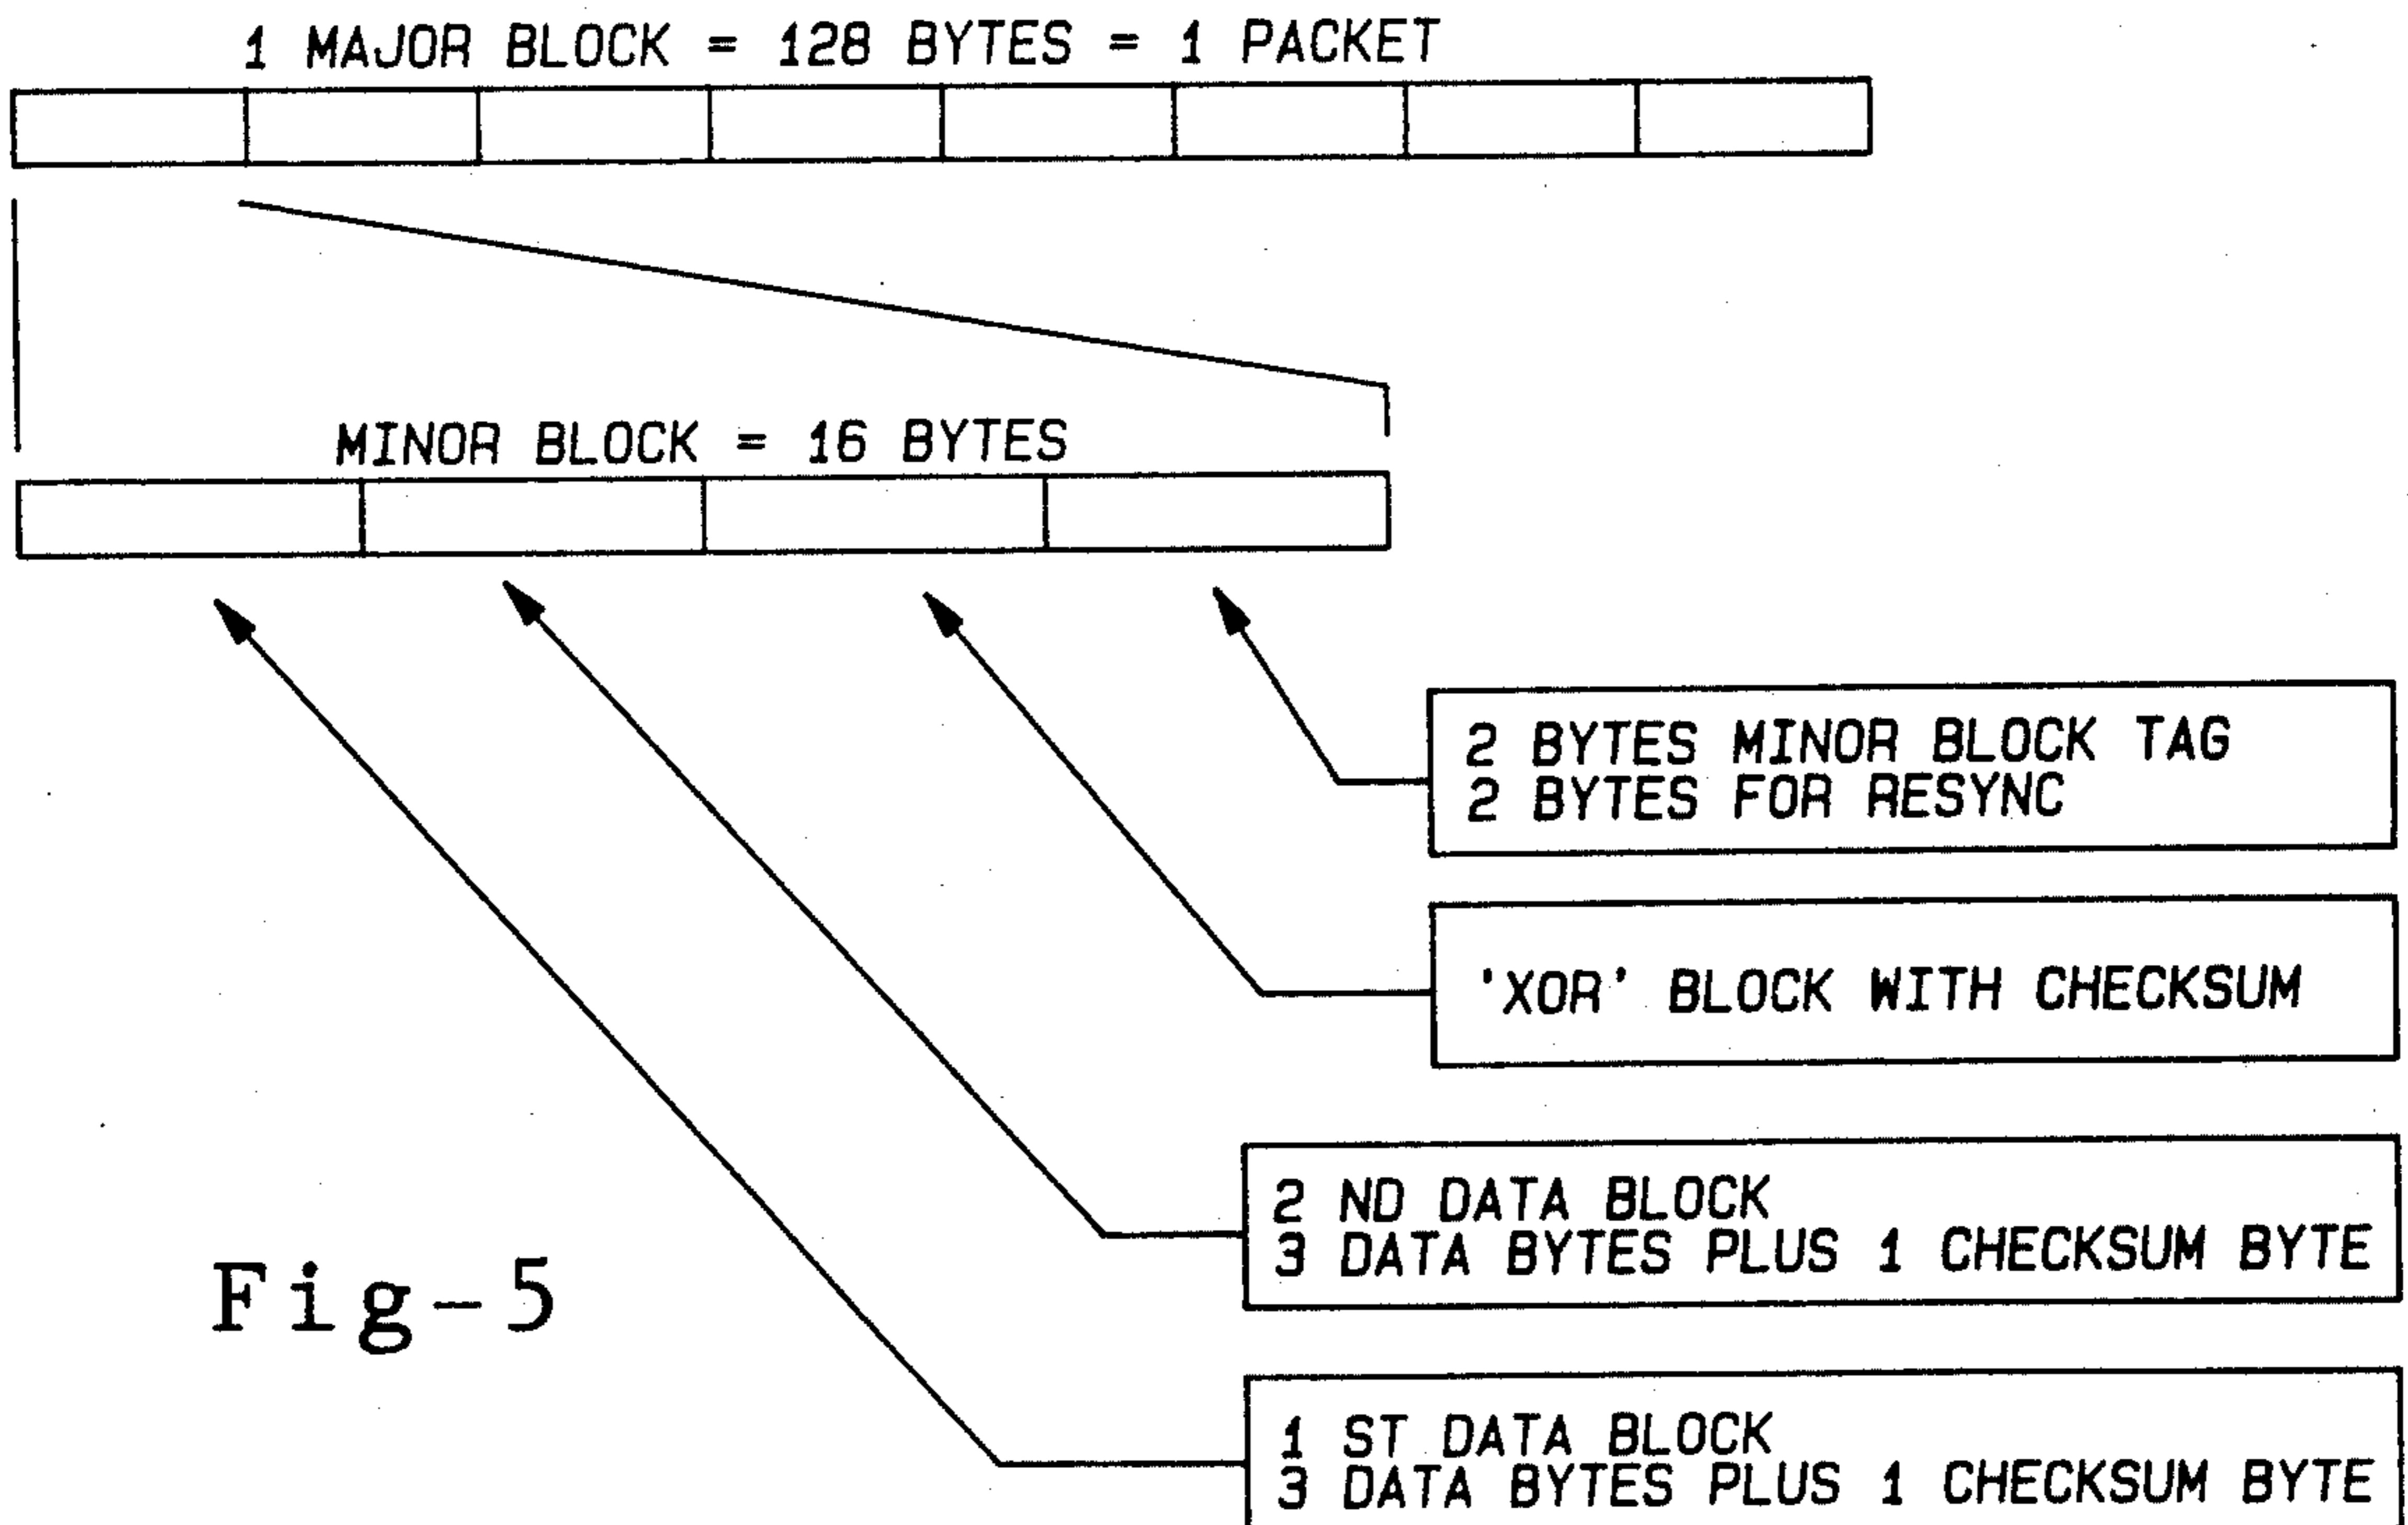 1 MAJOR BLOCK = 128 BYTES = 1 PACKET
MINOR BLOCK = 16 BYTES
2 BYTES MINOR BLOCK TAG
2 BYTES FOR RESYNC
'XOR' BLOCK WITH CHECKSUM
2 ND DATA BLOCK
3 DATA BYTES PLUS 1 CHECKSUM BYTE
1 ST DATA BLOCK
3 DATA BYTES PLUS 1 CHECKSUM BYTE
Fig-5